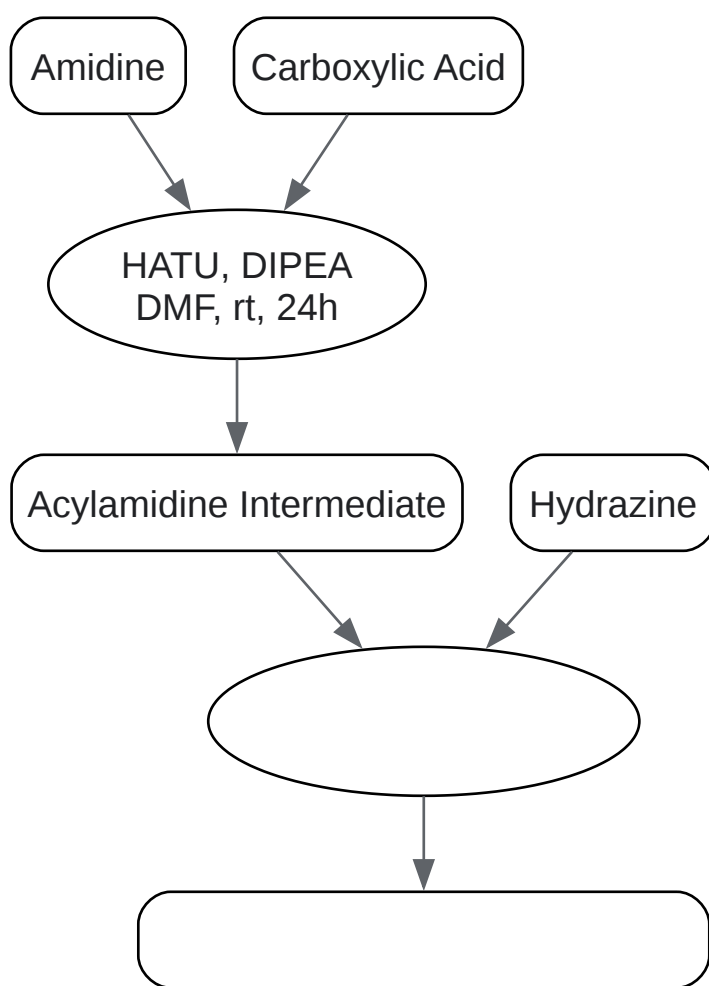 Amidine
Carboxylic Acid
HATU, DIPEA
DMF, rt, 24h
Acylamidine Intermediate
Hydrazine